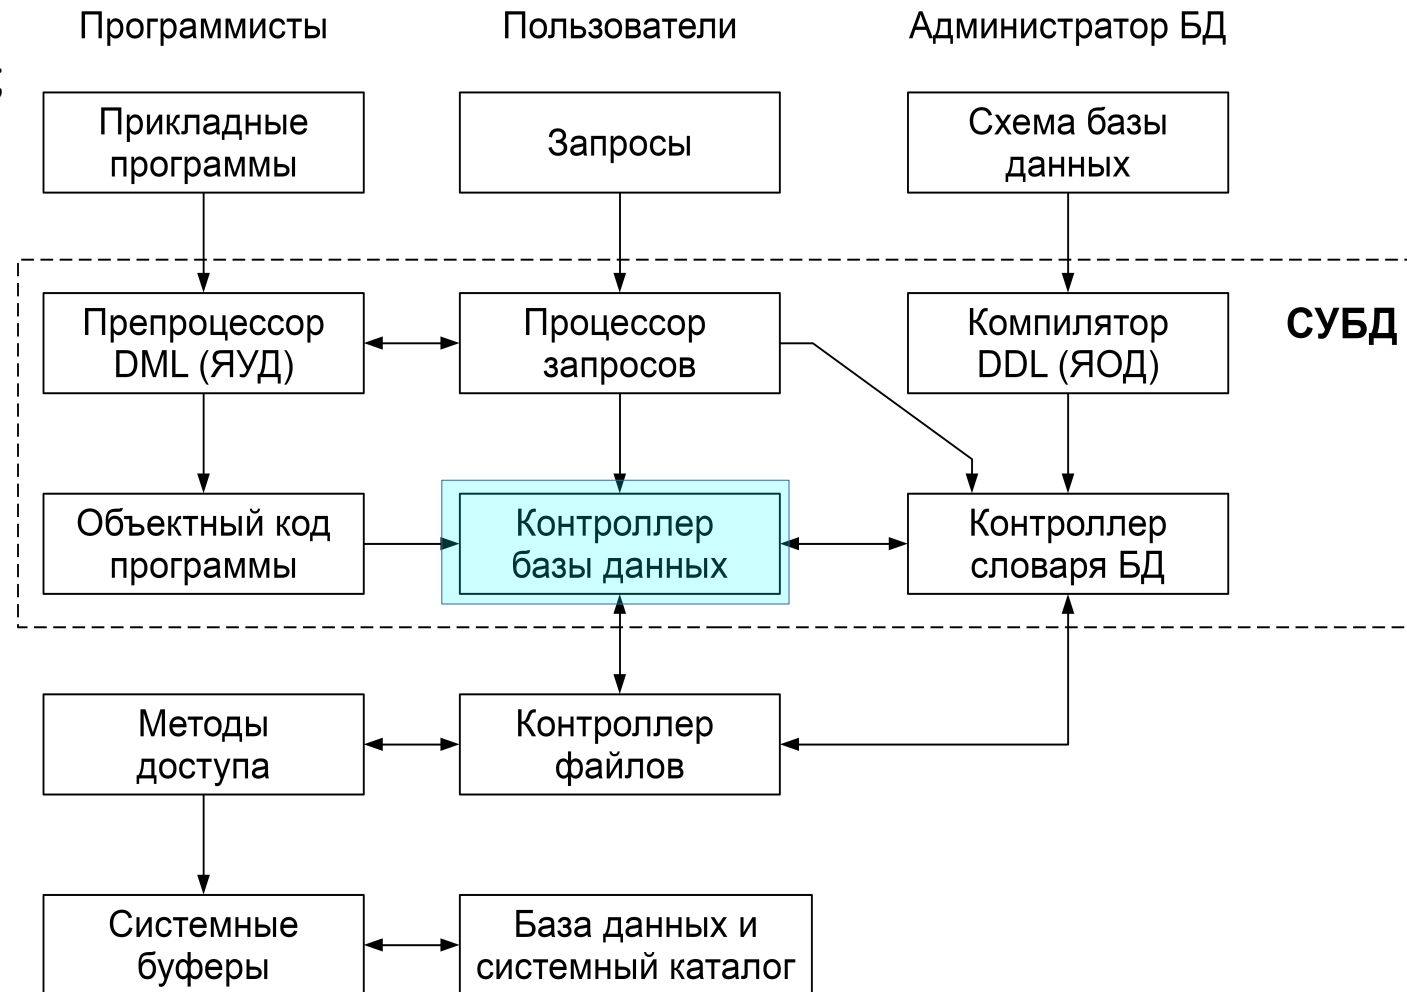 Программисты
Пользователи
Администратор БД
Прикладные
программы
Запросы
Схема базы
данных
Препроцессор
DML (ЯУД)
Процессор
запросов
Компилятор
DDL (ЯОД)
СУБД
Объектный код
программы
Контроллер
базы данных
Контроллер
словаря БД
Методы
доступа
Контроллер
файлов
Системные
буферы
База данных и
системный каталог